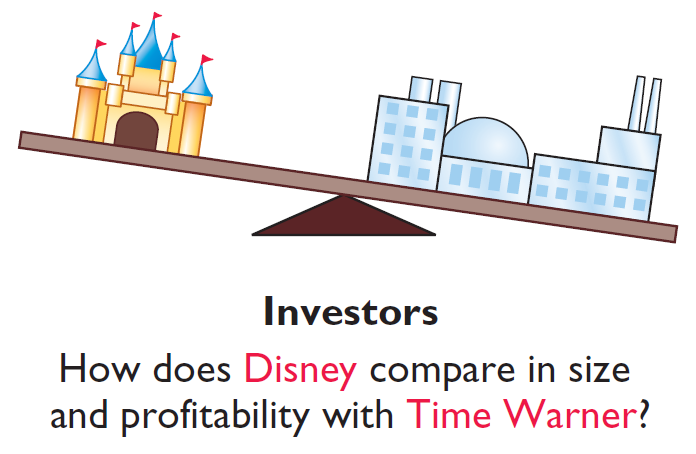 Investors
How does Disney compare in size
and profitability with Time Warner?